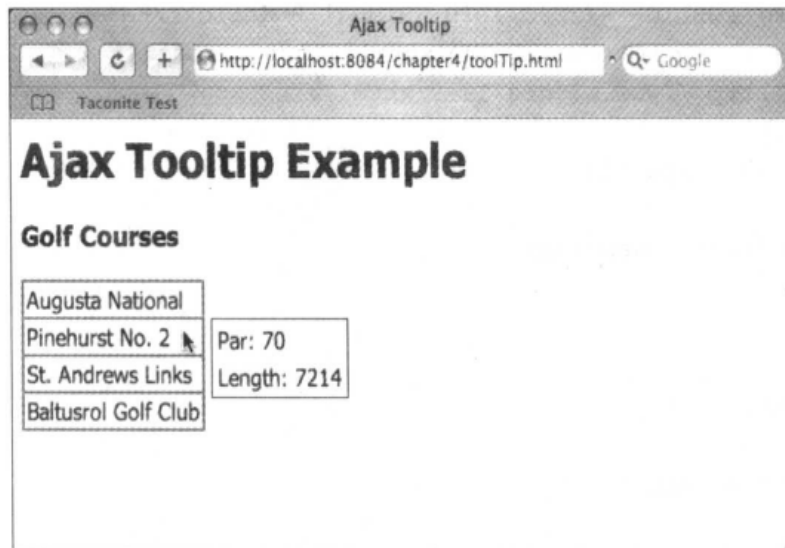 Ajax Tooltip
http://localhost:8084/chapter4/toolTip.html
Google
Taconite Test
Ajax Tooltip Example
Golf Courses
Augusta National
Pinehurst No. 2
Par: 70
St. Andrews Links
Length: 7214
Baltusrol Golf Club